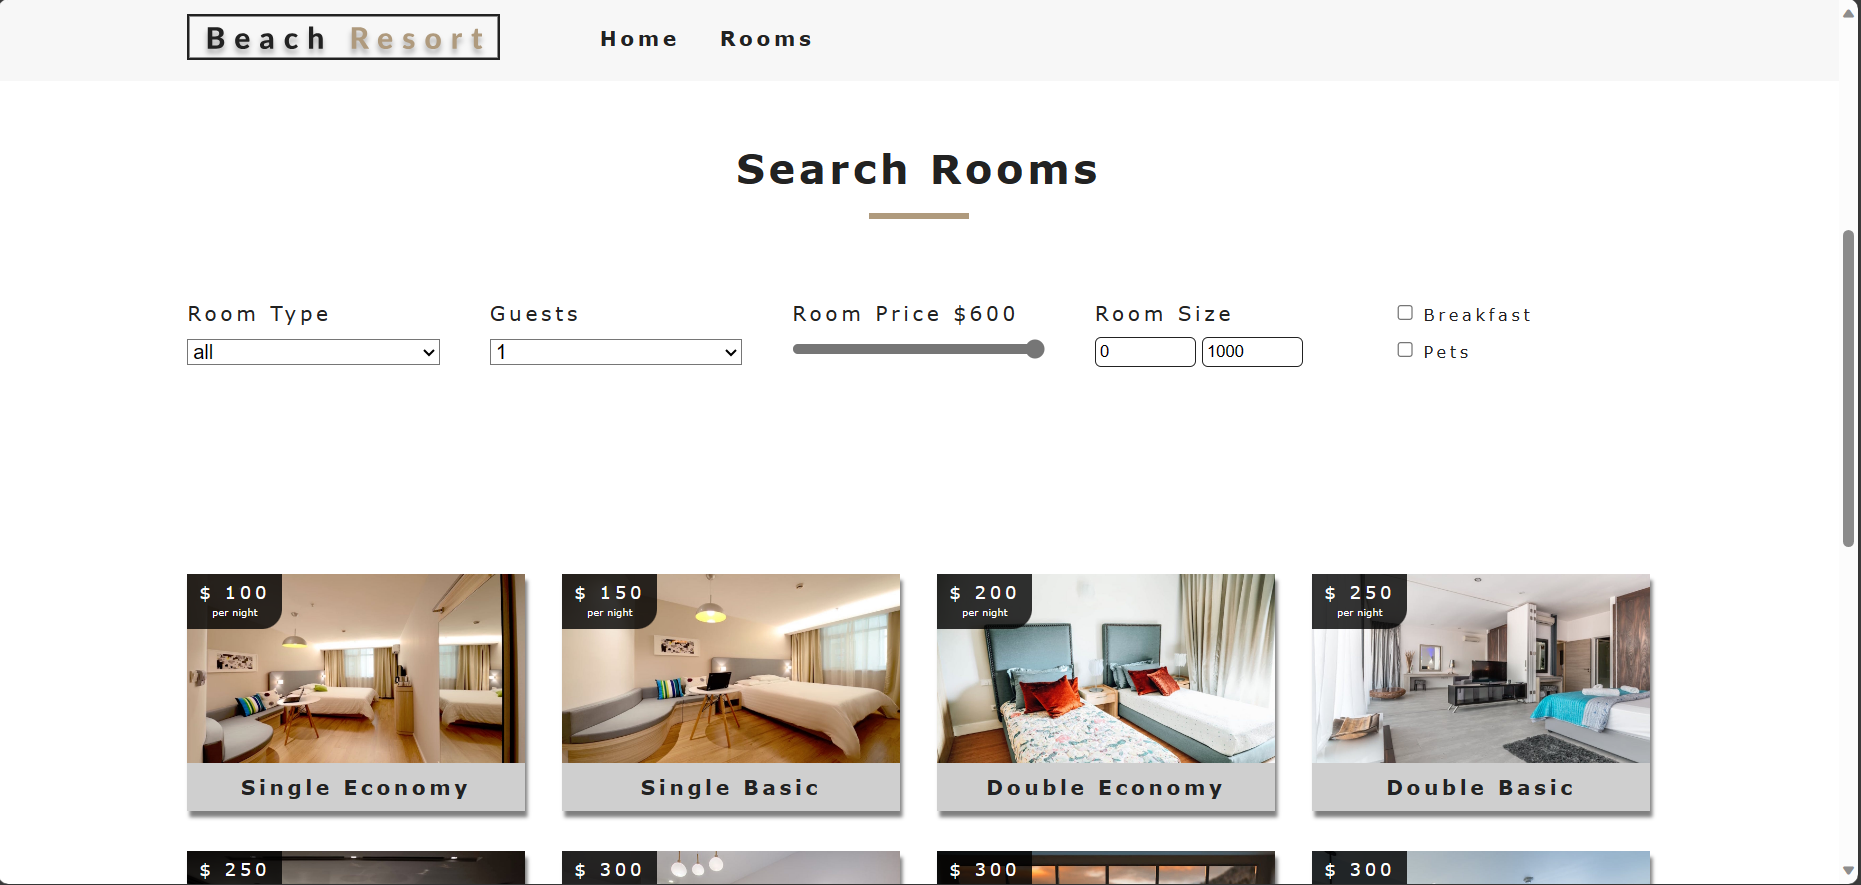 Beach Resort
Home
Rooms
Search Rooms
Room Type
Guests
Room Price $600
Room Size
Breakfast
all
1
0
1000
Pets
$ 100
per night
$ 150
per night
$ 200
per night
$ 250
per night
Single Economy
Single Basic
Double Economy
Double Basic
$ 250
$ 300
$ 300
$ 300